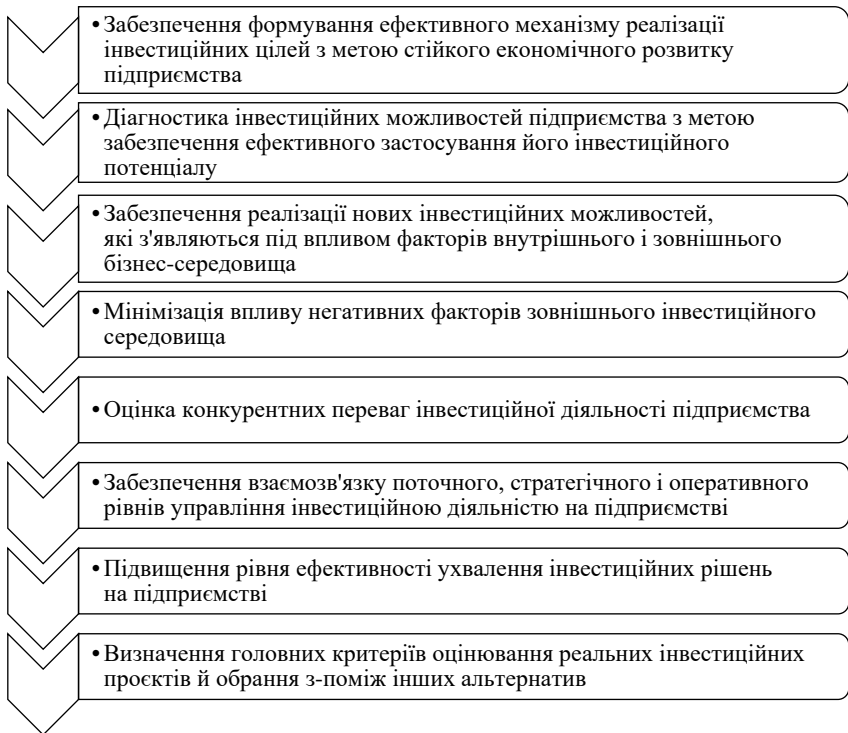 • Забезпечення формування ефективного механізму реалізації
інвестиційних цілей з метою стійкого економічного розвитку
підприємства
• Діагностика інвестиційних можливостей підприємства з метою
забезпечення ефективного застосування його інвестиційного
потенціалу
• Забезпечення реалізації нових інвестиційних можливостей,
які з'являються під впливом факторів внутрішнього і зовнішнього
бізнес-середовища
• Мінімізація впливу негативних факторів зовнішнього інвестиційного
середовища
• Оцінка конкурентних переваг інвестиційної діяльності підприємства
• Забезпечення взаємозв'язку поточного, стратегічного і оперативного
рівнів управління інвестиційною діяльністю на підприємстві
• Підвищення рівня ефективності ухвалення інвестиційних рішень
на підприємстві
• Визначення головних критеріїв оцінювання реальних інвестиційних
проєктів й обрання з-поміж інших альтернатив